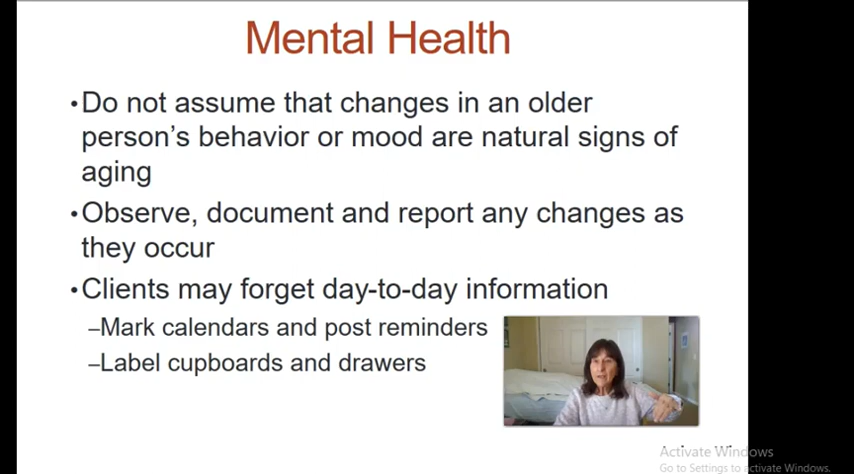 Mental Health
•Do not assume that changes in an older
person’s behavior or mood are natural signs of
aging
•Observe, document and report any changes as
they occur
•Clients may forget day-to-day information
–Mark calendars and post reminders
–Label cupboards and drawers
Activate Windows
Go to Settings to activate Windows.